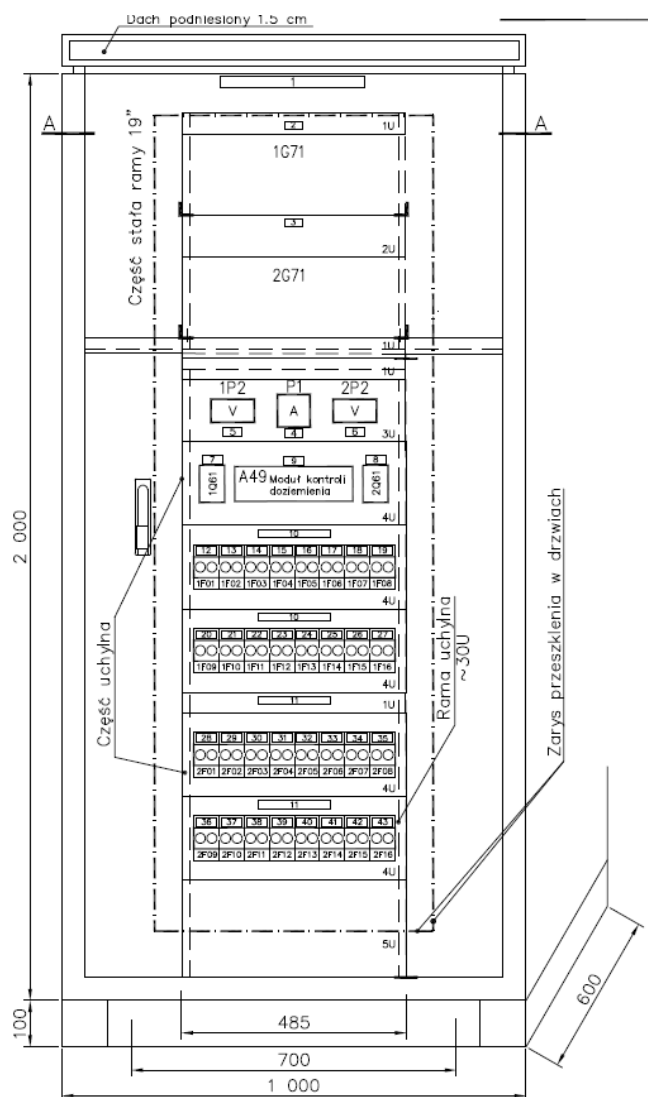 Dach podniesiony 1.5 cm
1
A
A
Część stała ramy 19"
2
1U
1G71
3
2U
2G71
1U
1U
1P2
P1
2P2
V
A
V
5
4
6
3U
7
9
8
1Q61
A49 Moduł kontroli
doziemienia
2Q61
4U
10
12 13 14 15 16 17 18 19
1F01 1F02 1F03 1F04 1F05 1F06 1F07 1F08
4U
10
20 21 22 23 24 25 26 27
1F09 1F10 1F11 1F12 1F13 1F14 1F15 1F16
4U
11
1U
28 29 30 31 32 33 34 35
2F01 2F02 2F03 2F04 2F05 2F06 2F07 2F08
4U
11
36 37 38 39 40 41 42 43
2F09 2F10 2F11 2F12 2F13 2F14 2F15 2F16
4U
5U
Część uchylna
Rama uchylna
~30U
Zarys przeszklenia w drzwiach
2 000
100
485
700
1 000
600